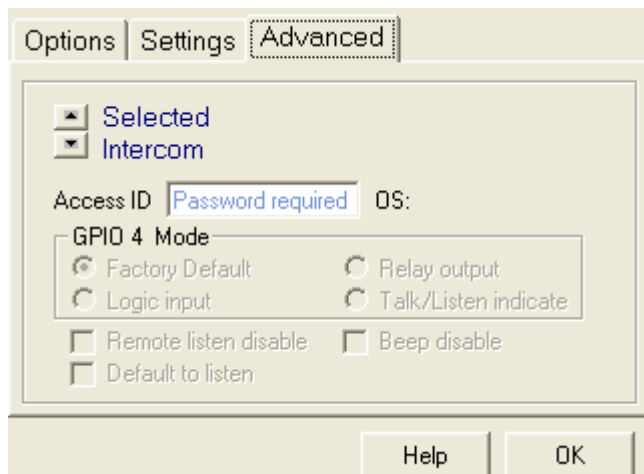 Options Settings Advanced
Selected
Intercom
Access ID Password required OS:
GPIO 4 Mode
Factory Default Relay output
Logic input Talk/Listen indicate
Remote listen disable Beep disable
Default to listen
Help OK